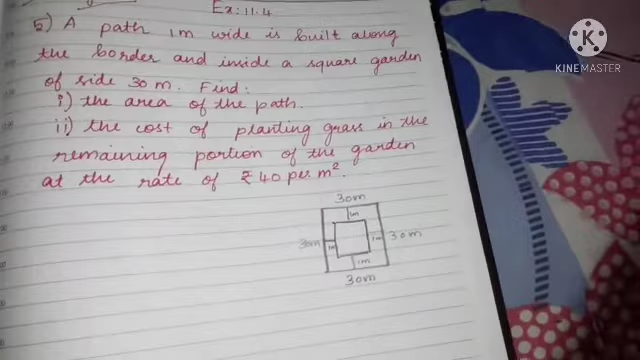 Ex: 11.4
5) A path 1m wide is built along
the border and inside a square garden
of side 30 m. Find:
i) the area of the path.
ii) the cost of planting grass in the
remaining portion of the garden
at the rate of ₹ 40 per m².
30m
1m
30m 1m 1m 30m
1m
30m
KINEMASTER